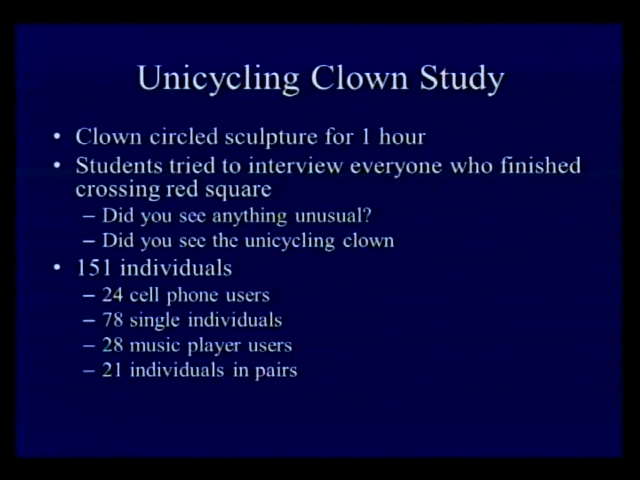 Unicycling Clown Study
• Clown circled sculpture for 1 hour
• Students tried to interview everyone who finished
crossing red square
– Did you see anything unusual?
– Did you see the unicycling clown
• 151 individuals
– 24 cell phone users
– 78 single individuals
– 28 music player users
– 21 individuals in pairs